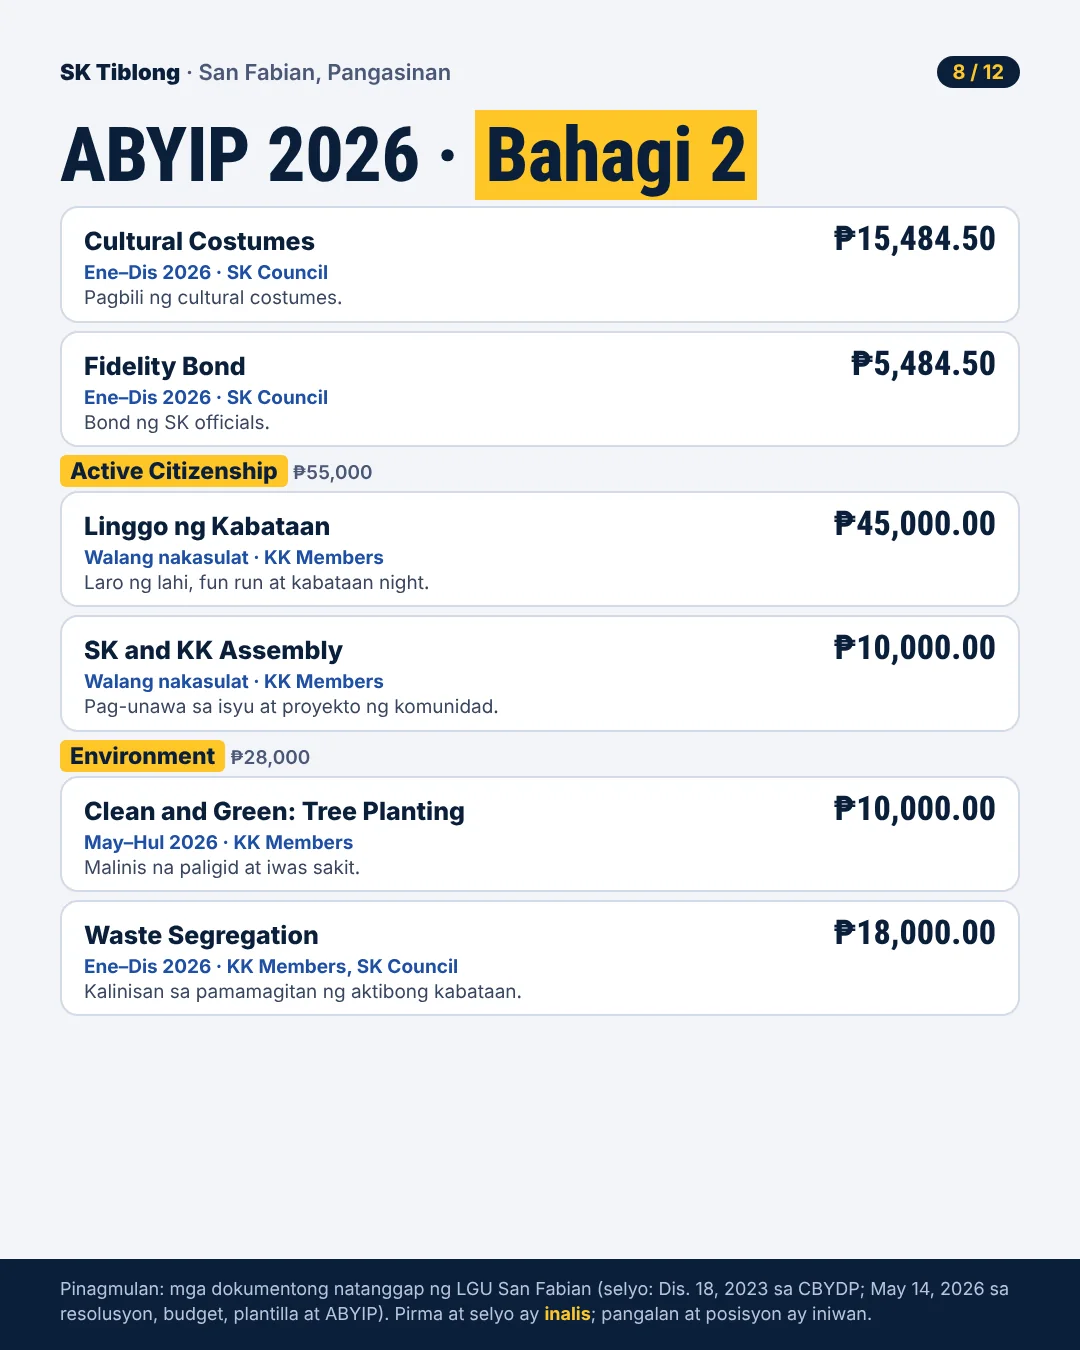 SK Tiblong · San Fabian, Pangasinan
8 / 12
ABYIP 2026 · Bahagi 2
Cultural Costumes
₱15,484.50
Ene–Dis 2026 · SK Council
Pagbili ng cultural costumes.
Fidelity Bond
₱5,484.50
Ene–Dis 2026 · SK Council
Bond ng SK officials.
Active Citizenship ₱55,000
Linggo ng Kabataan
₱45,000.00
Walang nakasulat · KK Members
Laro ng lahi, fun run at kabataan night.
SK and KK Assembly
₱10,000.00
Walang nakasulat · KK Members
Pag-unawa sa isyu at proyekto ng komunidad.
Environment ₱28,000
Clean and Green: Tree Planting
₱10,000.00
May–Hul 2026 · KK Members
Malinis na paligid at iwas sakit.
Waste Segregation
₱18,000.00
Ene–Dis 2026 · KK Members, SK Council
Kalinisan sa pamamagitan ng aktibong kabataan.
Pinagmulan: mga dokumentong natanggap ng LGU San Fabian (selyo: Dis. 18, 2023 sa CBYDP; May 14, 2026 sa
resolusyon, budget, plantilla at ABYIP). Pirma at selyo ay inalis; pangalan at posisyon ay iniwan.